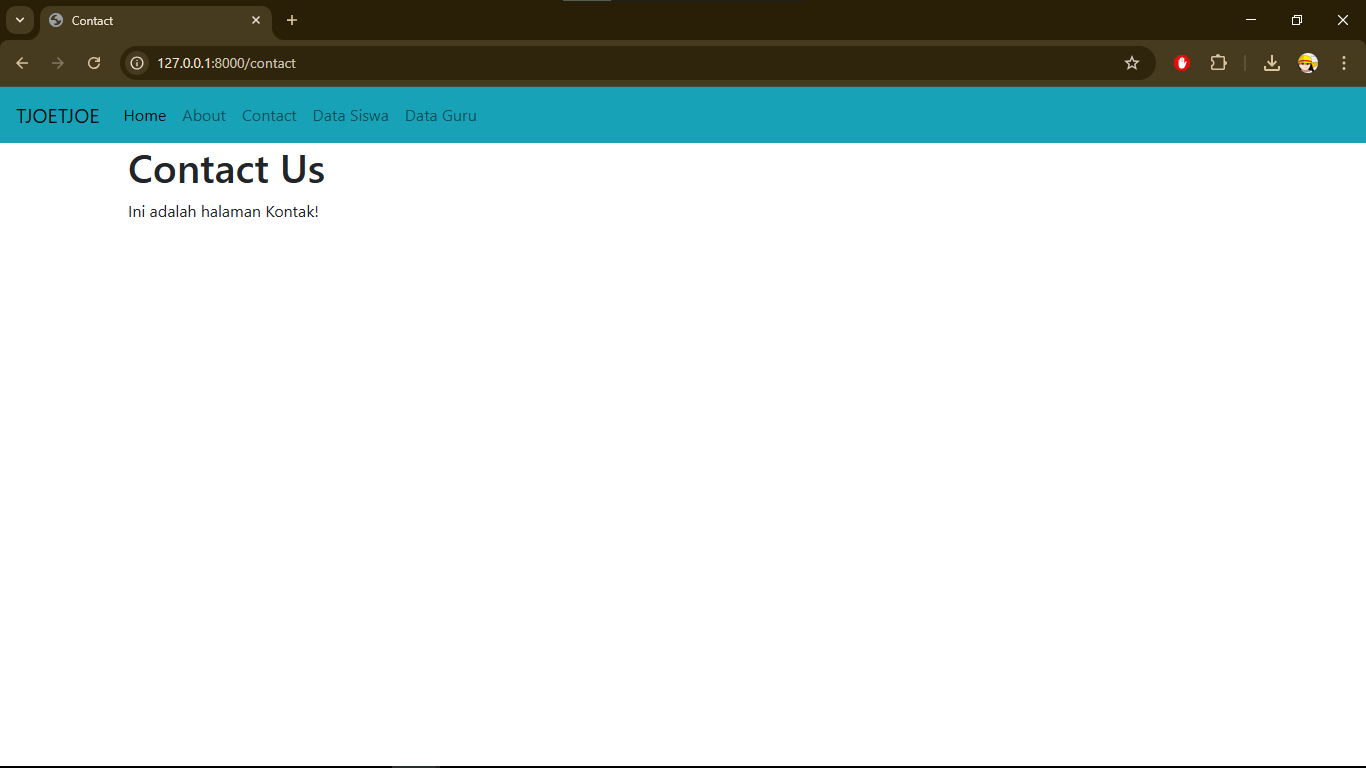 Contact
127.0.0.1:8000/contact
TJOETJOE Home About Contact Data Siswa Data Guru
Contact Us
Ini adalah halaman Kontak!